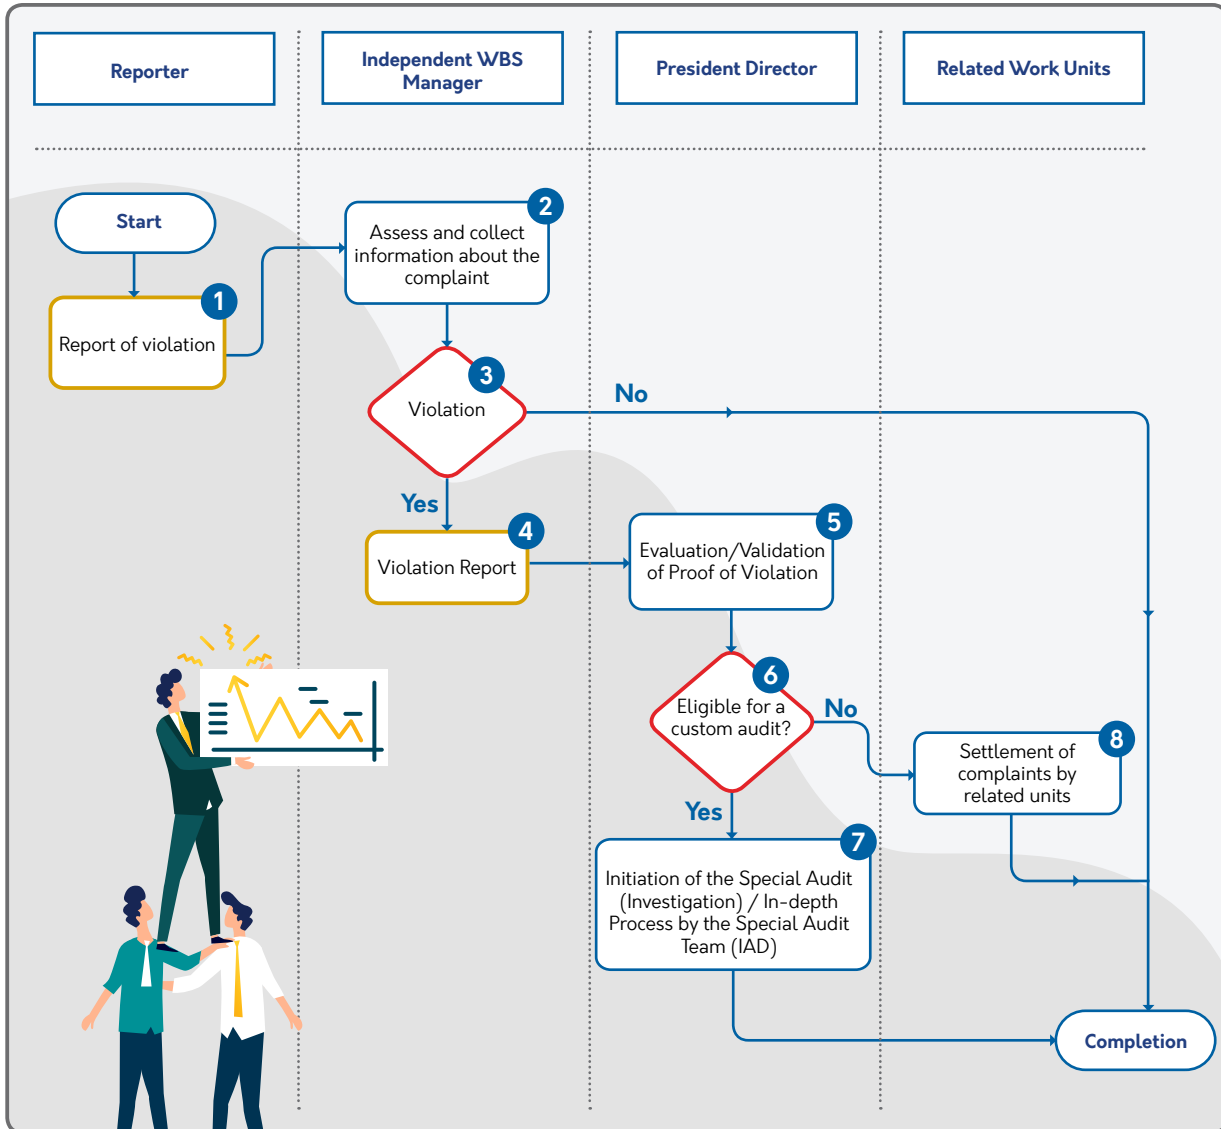 Reporter
Independent WBS
Manager
President Director
Related Work Units
Start
1
Report of violation
2
Assess and collect
information about the
complaint
3
Violation
No
Yes
4
Violation Report
5
Evaluation/Validation
of Proof of Violation
6
Eligible for a
custom audit?
No
Yes
8
Settlement of
complaints by
related units
7
Initiation of the Special Audit
(Investigation) / In-depth
Process by the Special Audit
Team (IAD)
Completion